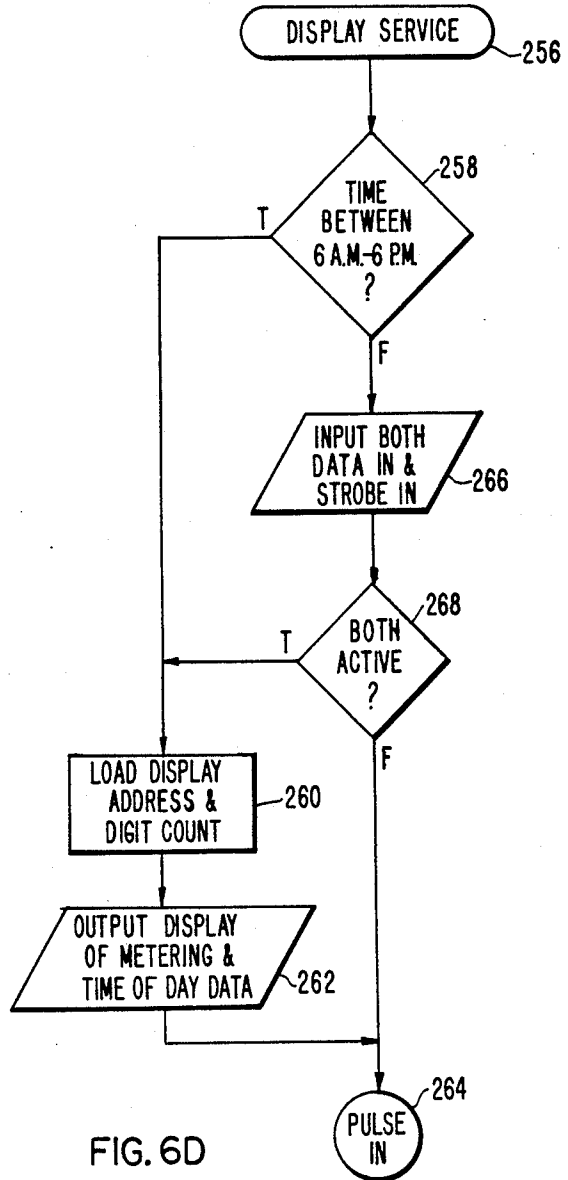 DISPLAY SERVICE
256
258
TIME
BETWEEN
6 A.M.-6 P.M.
?
T
F
INPUT BOTH
DATA IN &
STROBE IN
266
268
BOTH
ACTIVE
?
T
F
LOAD DISPLAY
ADDRESS &
DIGIT COUNT
260
OUTPUT DISPLAY
OF METERING &
TIME OF DAY DATA
262
264
PULSE
IN
FIG. 6D